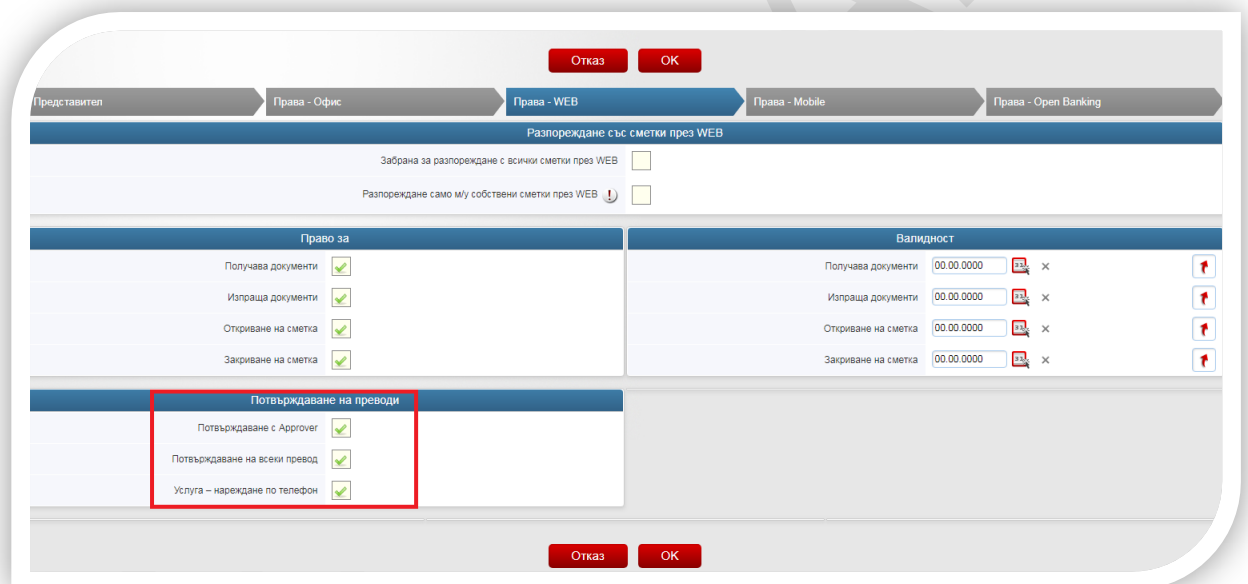 Отказ OK
Представител Права - Офис Права - WEB Права - Mobile Права - Open Banking
Разпореждане със сметки през WEB
Забрана за разпореждане с всички сметки през WEB
Разпореждане само м/у собствени сметки през WEB !
Право за
Получава документи
Изпраща документи
Откриване на сметка
Закриване на сметка
Валидност
Получава документи 00.00.0000 31 ×
Изпраща документи 00.00.0000 31 ×
Откриване на сметка 00.00.0000 31 ×
Закриване на сметка 00.00.0000 31 ×
Потвърждаване на преводи
Потвърждаване с Approver
Потвърждаване на всеки превод
Услуга – нареждане по телефон
Отказ OK